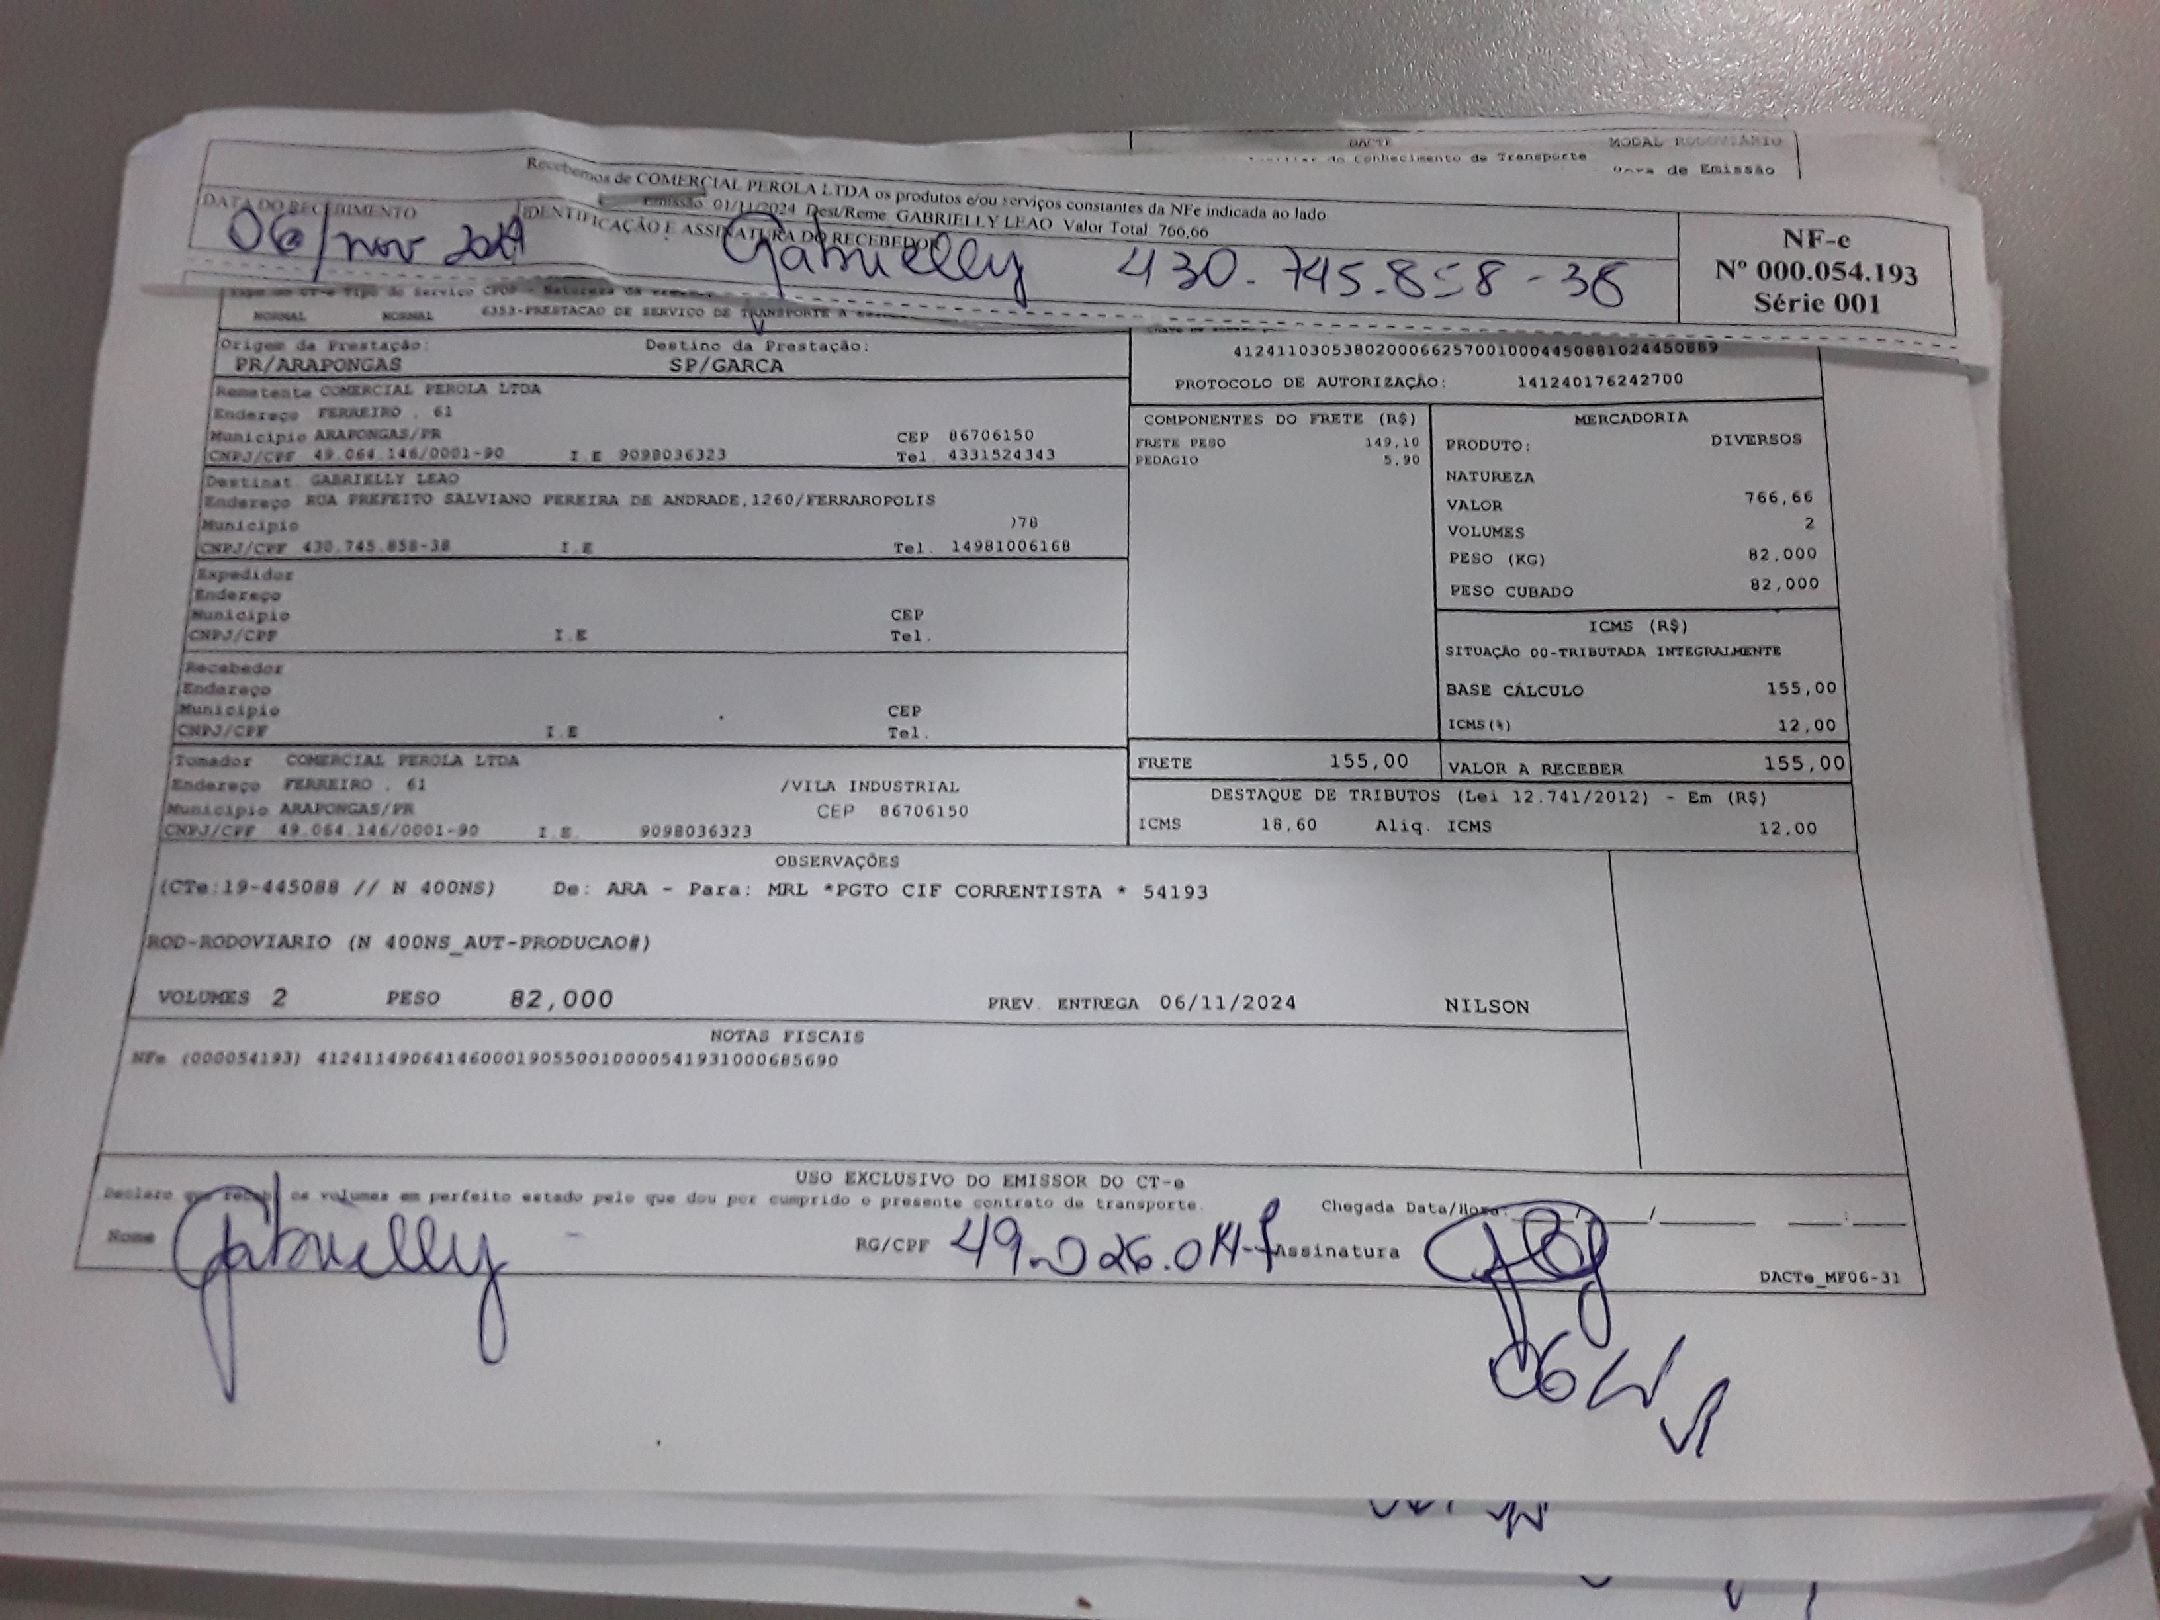 DACTE
MODAL RODOVIÁRIO
do Conhecimento de Transporte
de Emissão
Recebemos de COMERCIAL PEROLA LTDA os produtos e/ou serviços constantes da NFe indicada ao lado
Emissão 01/11/2024 Dest/Reme GABRIELLY LEAO Valor Total 766,66
DATA DO RECEBIMENTO
IDENTIFICAÇÃO E ASSINATURA DO RECEBEDOR
06/nov
Gabrielly 430.745.858-38
NF-e
Nº 000.054.193
Série 001
NORMAL NORMAL 6353-PRESTACAO DE SERVICO DE TRANSPORTE A
Origem da Prestação: Destino da Prestação:
PR/ARAPONGAS SP/GARCA
Remetente COMERCIAL PEROLA LTDA
Endereço FERREIRO , 61
Município ARAPONGAS/PR CEP 86706150
CNPJ/CPF 49.064.146/0001-90 I.E 9098036323 Tel. 4331524343
Destinat. GABRIELLY LEAO
Endereço RUA PREFEITO SALVIANO PEREIRA DE ANDRADE,1260/FERRAROPOLIS
Município )78
CNPJ/CPF 430.745.858-38 I.E Tel. 14981006168
Expedidor
Endereço
Município CEP
CNPJ/CPF I.E Tel.
Recebedor
Endereço
Município CEP
CNPJ/CPF I.E Tel.
Tomador COMERCIAL PEROLA LTDA
Endereço FERREIRO , 61 /VILA INDUSTRIAL
Município ARAPONGAS/PR CEP 86706150
CNPJ/CPF 49.064.146/0001-90 I.E. 9098036323
41241103053802000662570010004450881024450889
PROTOCOLO DE AUTORIZAÇÃO: 141240176242700
COMPONENTES DO FRETE (R$)
FRETE PESO 149,10
PEDAGIO 5,90
MERCADORIA
PRODUTO: DIVERSOS
NATUREZA
VALOR 766,66
VOLUMES 2
PESO (KG) 82,000
PESO CUBADO 82,000
ICMS (R$)
SITUAÇÃO 00-TRIBUTADA INTEGRALMENTE
BASE CÁLCULO 155,00
ICMS(%) 12,00
FRETE 155,00 VALOR A RECEBER 155,00
DESTAQUE DE TRIBUTOS (Lei 12.741/2012) - Em (R$)
ICMS 18,60 Aliq. ICMS 12,00
OBSERVAÇÕES
(CTe:19-445088 // N 400NS) De: ARA - Para: MRL *PGTO CIF CORRENTISTA * 54193
ROD-RODOVIARIO (N 400NS_AUT-PRODUCAO#)
VOLUMES 2 PESO 82,000 PREV. ENTREGA 06/11/2024 NILSON
NOTAS FISCAIS
NFe (000054193) 41241149064146000190550010000541931000685690
USO EXCLUSIVO DO EMISSOR DO CT-e
Declaro que recebi os volumes em perfeito estado pelo que dou por cumprido o presente contrato de transporte.
Chegada Data/Hora: / / :
Nome Gabrielly RG/CPF Assinatura
DACTe_MF06-31